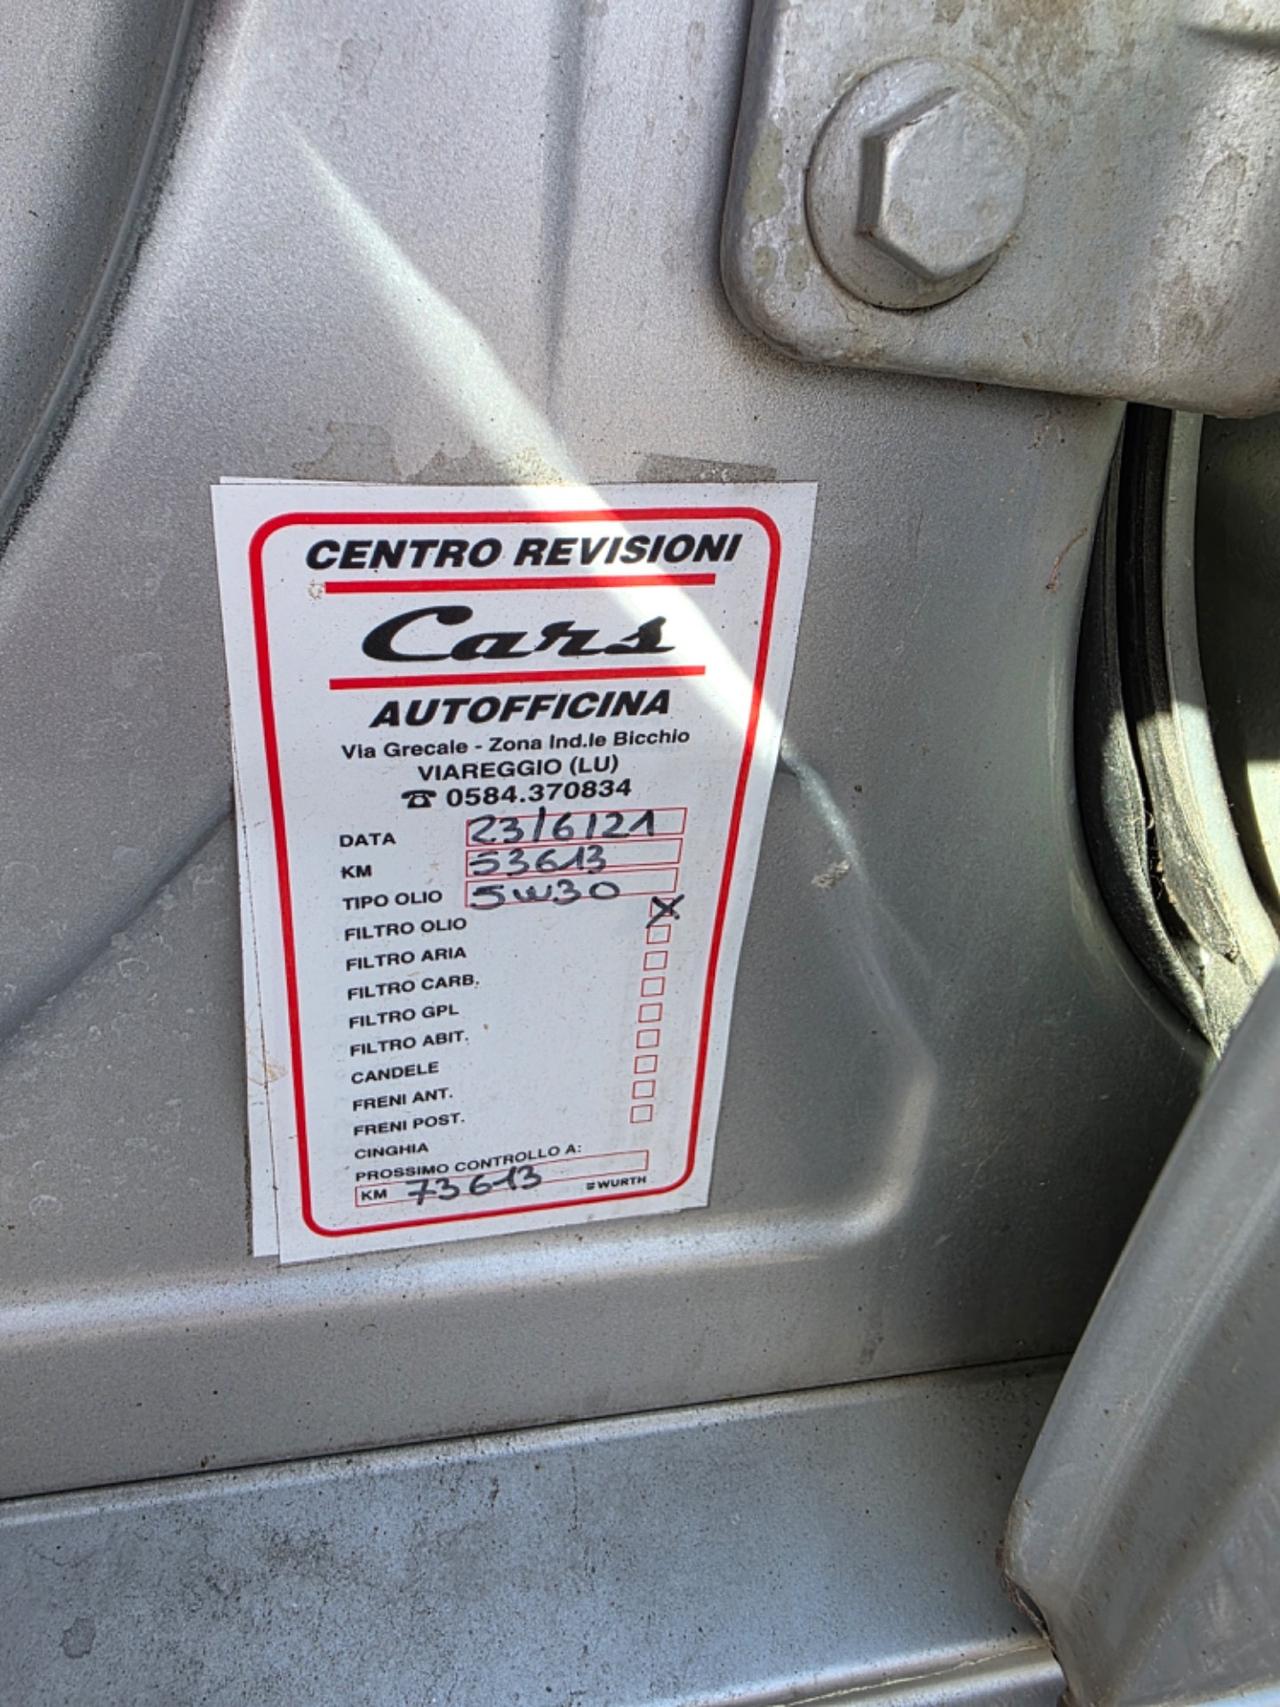 CENTRO REVISIONI
Cars
AUTOFFICINA
Via Grecale - Zona Ind.le Bicchio
VIAREGGIO (LU)
☎ 0584.370834
DATA 23/6/21
KM 53613
TIPO OLIO 5W30
FILTRO OLIO X
FILTRO ARIA
FILTRO CARB.
FILTRO GPL
FILTRO ABIT.
CANDELE
FRENI ANT.
FRENI POST.
CINGHIA
PROSSIMO CONTROLLO A:
KM 73613 WURTH